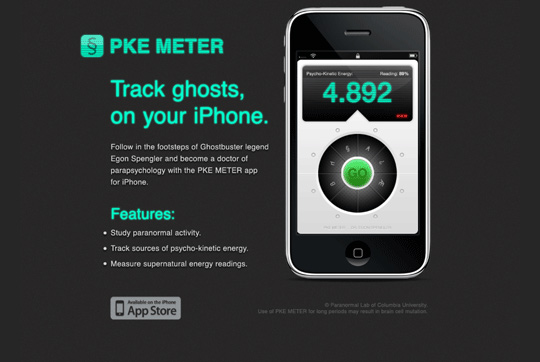 PKE METER
Track ghosts,
on your iPhone.
Follow in the footsteps of Ghostbuster legend
Egon Spengler and become a doctor of
parapsychology with the PKE METER app
for iPhone.
Features:
Study paranormal activity.
Track sources of psycho-kinetic energy.
Measure supernatural energy readings.
Available on the iPhone
App Store
Psycho-Kinetic Energy:
Reading: 88%
4.892
GO
© Paranormal Lab of Columbia University.
Use of PKE METER for long periods may result in brain cell mutation.